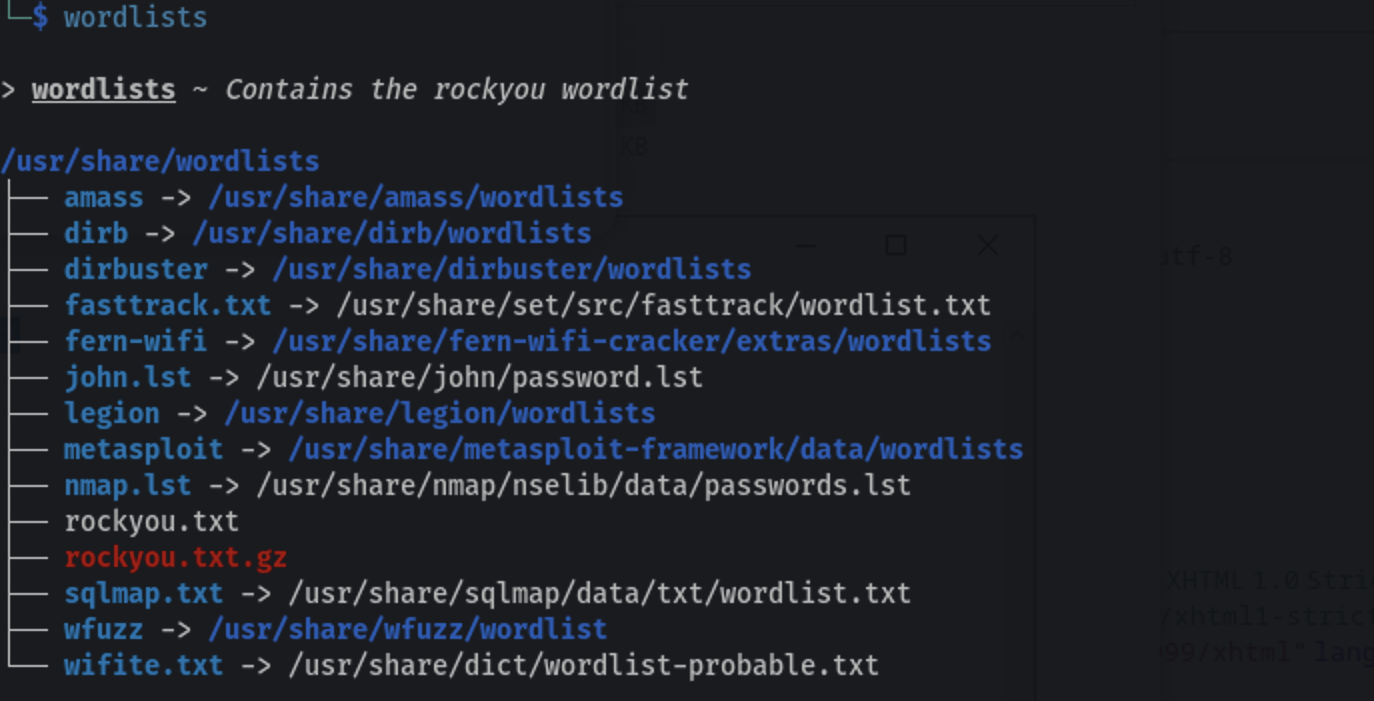 └─$ wordlists
> wordlists ~ Contains the rockyou wordlist
/usr/share/wordlists
├── amass -> /usr/share/amass/wordlists
├── dirb -> /usr/share/dirb/wordlists
├── dirbuster -> /usr/share/dirbuster/wordlists
├── fasttrack.txt -> /usr/share/set/src/fasttrack/wordlist.txt
├── fern-wifi -> /usr/share/fern-wifi-cracker/extras/wordlists
├── john.lst -> /usr/share/john/password.lst
├── legion -> /usr/share/legion/wordlists
├── metasploit -> /usr/share/metasploit-framework/data/wordlists
├── nmap.lst -> /usr/share/nmap/nselib/data/passwords.lst
├── rockyou.txt
├── rockyou.txt.gz
├── sqlmap.txt -> /usr/share/sqlmap/data/txt/wordlist.txt
├── wfuzz -> /usr/share/wfuzz/wordlist
└── wifite.txt -> /usr/share/dict/wordlist-probable.txt
KB
utf-8
XHTML 1.0 Stri
/xhtml1-strict
99/xhtml" lang